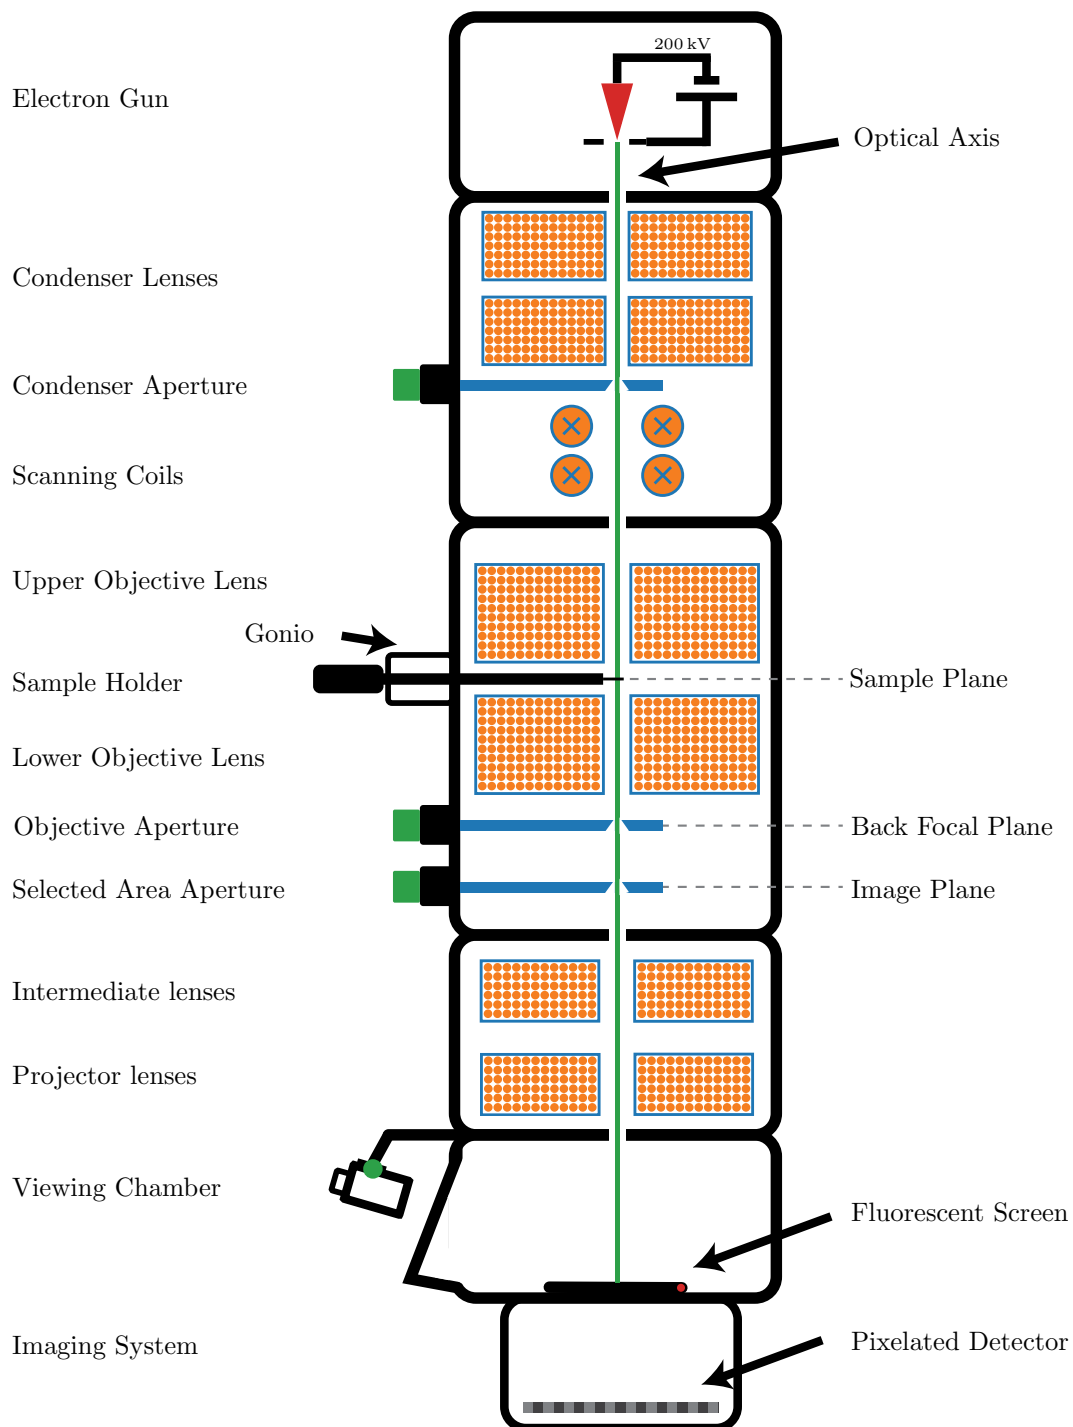 200 kV
Electron Gun
Optical Axis
Condenser Lenses
Condenser Aperture
Scanning Coils
Upper Objective Lens
Gonio
Sample Holder
Sample Plane
Lower Objective Lens
Objective Aperture
Back Focal Plane
Selected Area Aperture
Image Plane
Intermediate lenses
Projector lenses
Viewing Chamber
Fluorescent Screen
Imaging System
Pixelated Detector